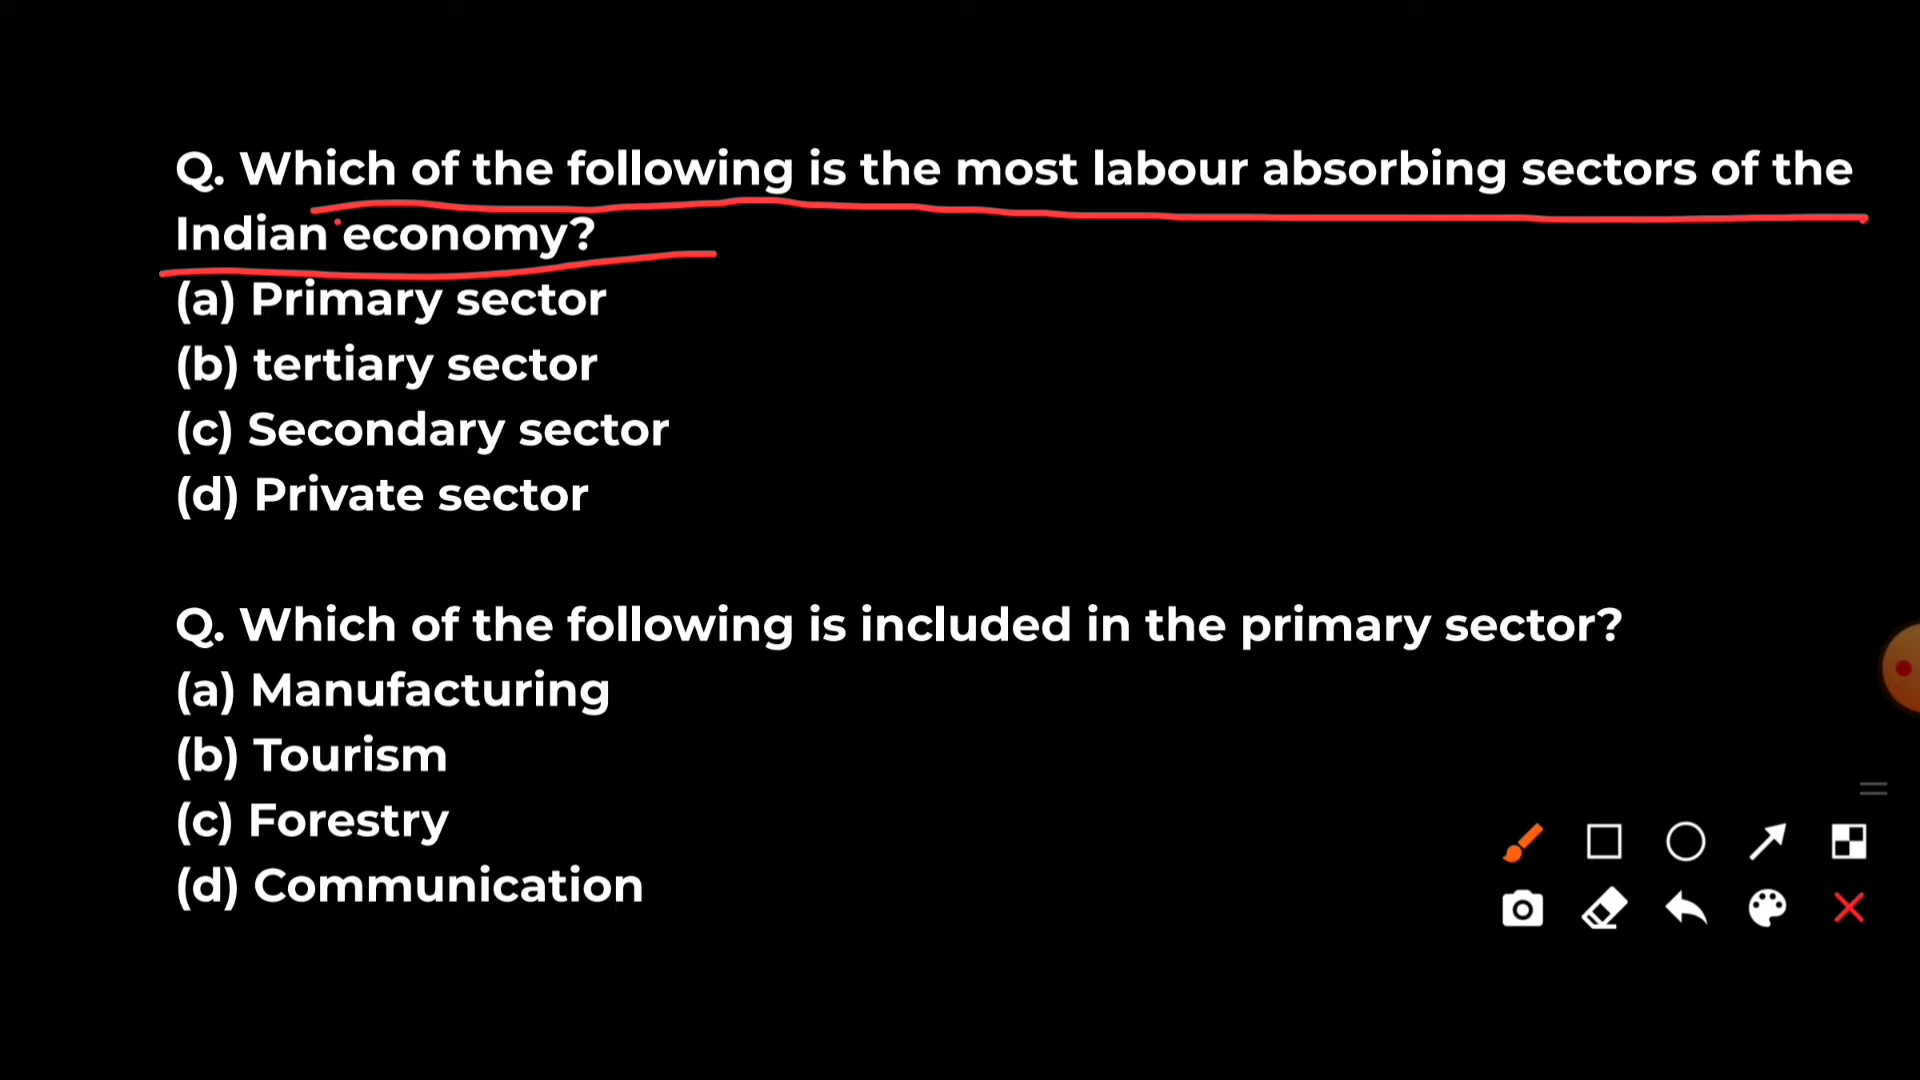 Q. Which of the following is the most labour absorbing sectors of the
Indian economy?
(a) Primary sector
(b) tertiary sector
(c) Secondary sector
(d) Private sector
Q. Which of the following is included in the primary sector?
(a) Manufacturing
(b) Tourism
(c) Forestry
(d) Communication